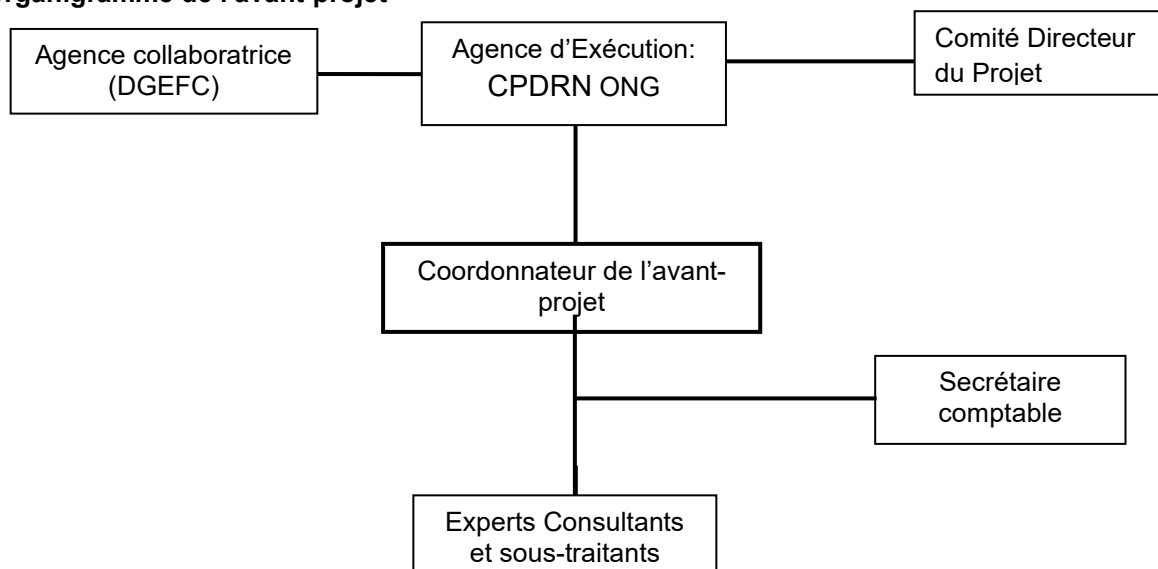 organigramme de l'avant-projet
Agence collaboratrice
(DGEFC)
Agence d’Exécution:
CPDRN ONG
Comité Directeur
du Projet
Coordonnateur de l’avant-
projet
Secrétaire
comptable
Experts Consultants
et sous-traitants